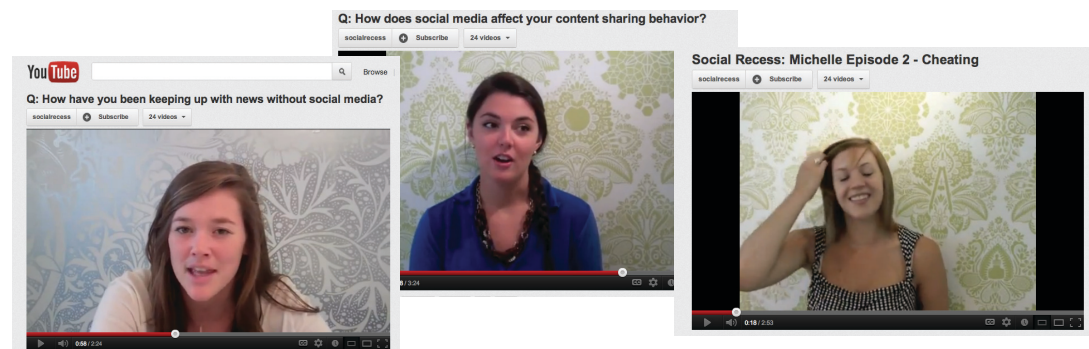 You Tube
Browse
Q: How have you been keeping up with news without social media?
socialrecess Subscribe 24 videos
0:58 / 2:24
Q: How does social media affect your content sharing behavior?
socialrecess Subscribe 24 videos
/ 3:24
Social Recess: Michelle Episode 2 - Cheating
socialrecess Subscribe 24 videos
0:18 / 2:53